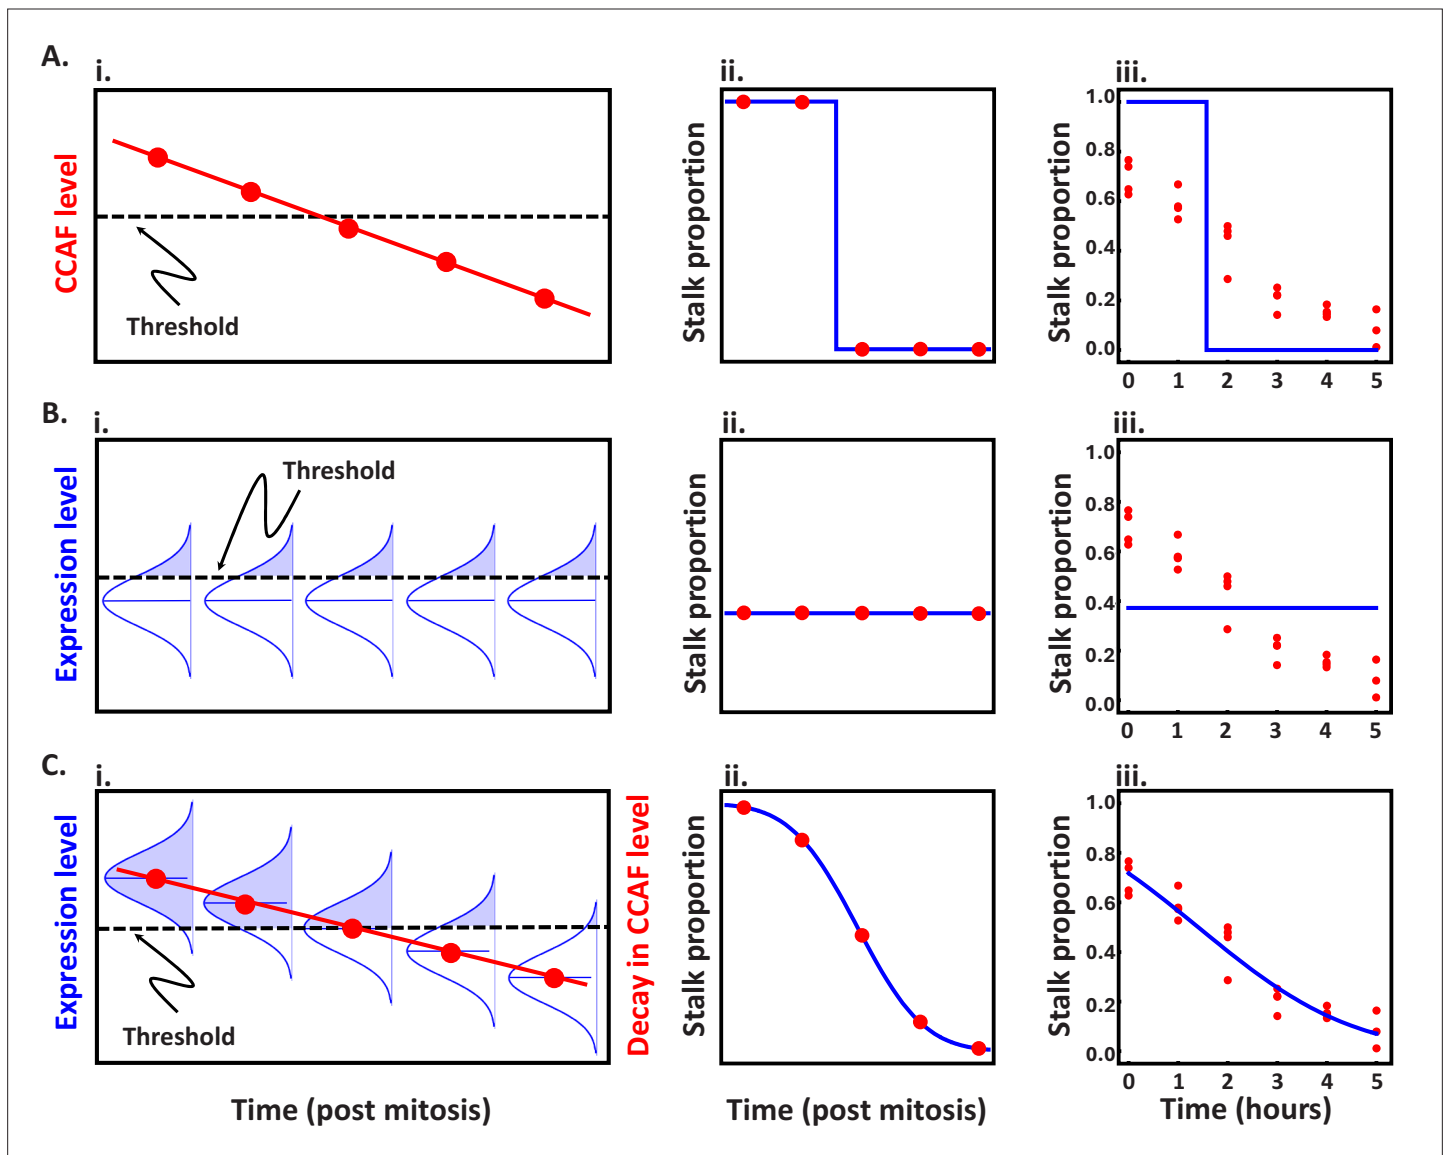 A.
i.
CCAF level
Threshold
ii.
Stalk proportion
iii.
Stalk proportion
1.0
0.8
0.6
0.4
0.2
0.0
0 1 2 3 4 5
B.
i.
Expression level
Threshold
ii.
Stalk proportion
iii.
Stalk proportion
1.0
0.8
0.6
0.4
0.2
0.0
0 1 2 3 4 5
C.
i.
Expression level
Threshold
Decay in CCAF level
Time (post mitosis)
ii.
Stalk proportion
Time (post mitosis)
iii.
Stalk proportion
1.0
0.8
0.6
0.4
0.2
0.0
0 1 2 3 4 5
Time (hours)